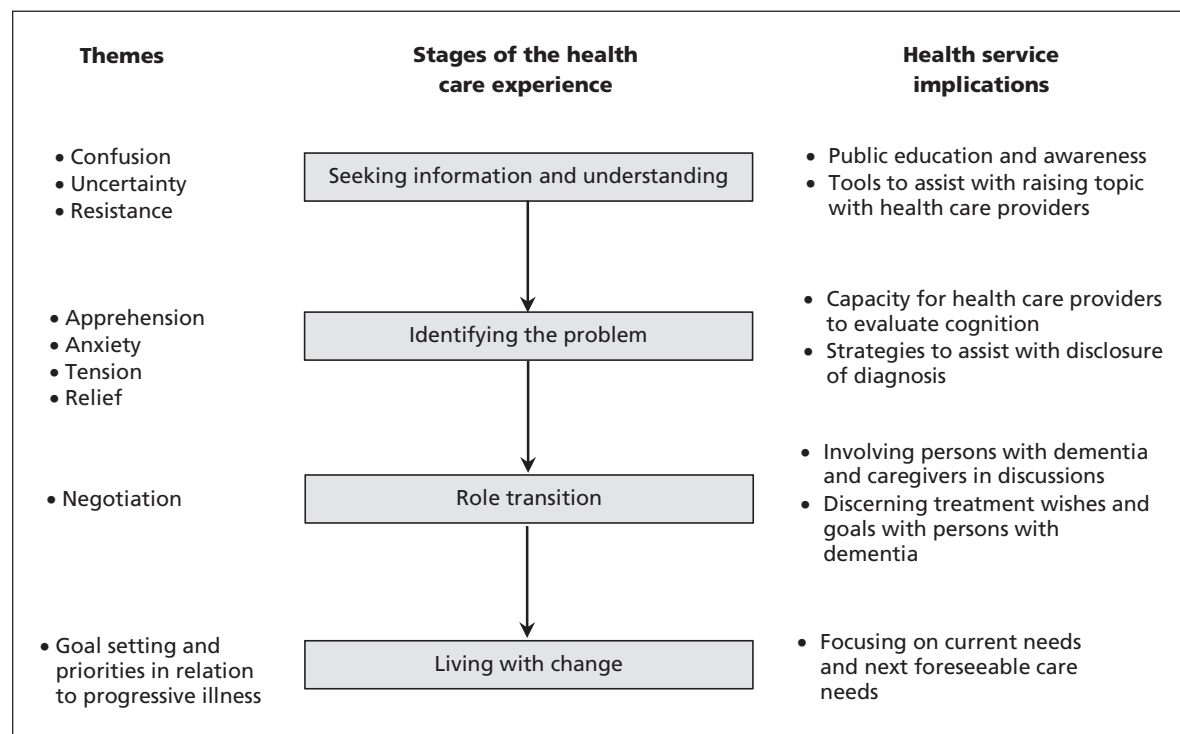 Themes
Stages of the health
care experience
Health service
implications
• Confusion
• Uncertainty
• Resistance
Seeking information and understanding
• Public education and awareness
• Tools to assist with raising topic
with health care providers
• Apprehension
• Anxiety
• Tension
• Relief
Identifying the problem
• Capacity for health care providers
to evaluate cognition
• Strategies to assist with disclosure
of diagnosis
• Negotiation
Role transition
• Involving persons with dementia
and caregivers in discussions
• Discerning treatment wishes and
goals with persons with
dementia
• Goal setting and
priorities in relation
to progressive illness
Living with change
• Focusing on current needs
and next foreseeable care
needs